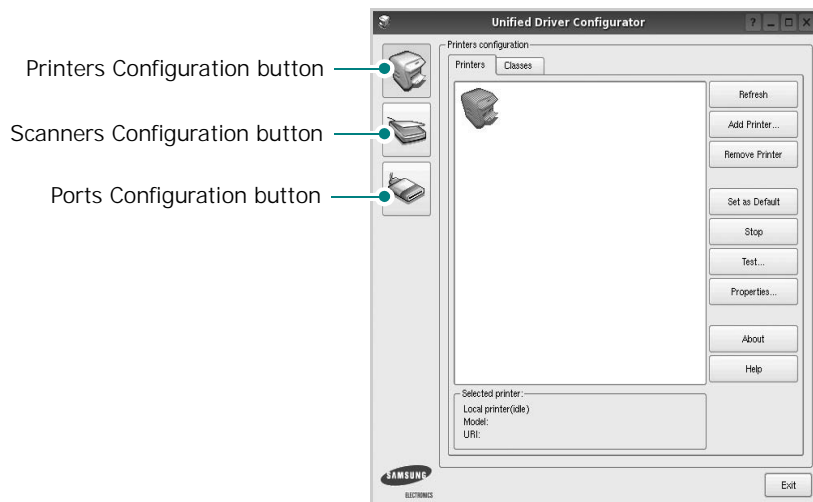 Unified Driver Configurator
?
Printers configuration
Printers Configuration button
Scanners Configuration button
Ports Configuration button
Printers
Classes
Refresh
Add Printer...
Remove Printer
Set as Default
Stop
Test...
Properties...
About
Help
Selected printer:
Local printer(idle)
Model:
URI:
SAMSUNG
ELECTRONICS
Exit